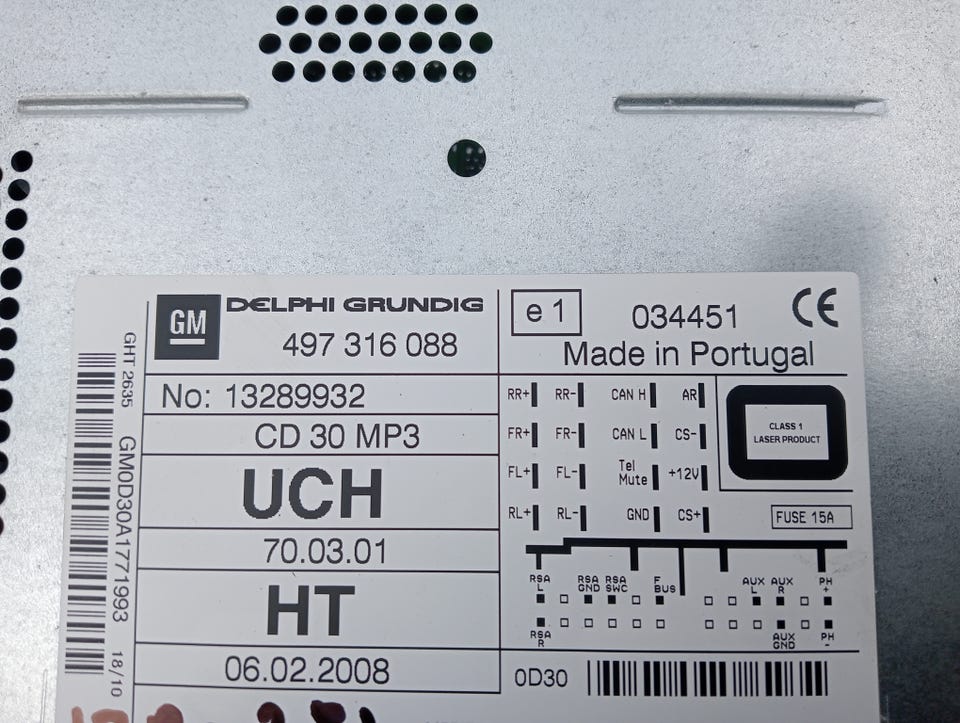 GM DELPHI GRUNDIG
497 316 088
No: 13289932
CD 30 MP3
UCH
70.03.01
HT
06.02.2008
GHT 2635 GM0D30A1771993 18/10
e 1 034451 CE
Made in Portugal
RR+ RR- CAN H AR
FR+ FR- CAN L CS-
FL+ FL- Tel Mute +12V
RL+ RL- GND CS+
CLASS 1
LASER PRODUCT
FUSE 15A
RSA L RSA GND RSA SWC F BUS AUX L AUX R PH +
RSA R AUX GND PH -
0D30